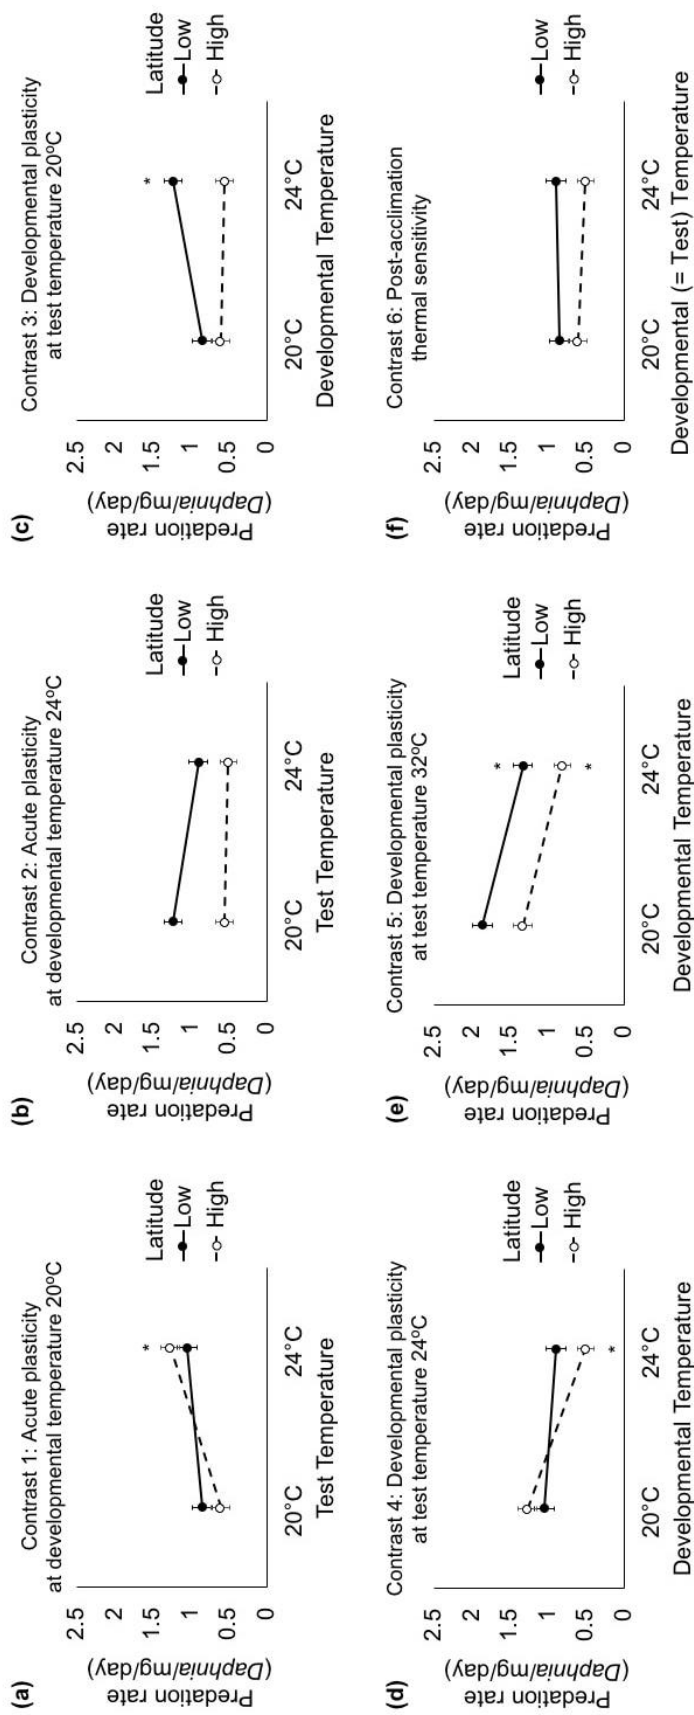 (a)
Contrast 1: Acute plasticity
at developmental temperature 20ºC
Predation rate
(Daphnia/mg/day)
2.5
2
1.5
1
0.5
0
*
20°C
24°C
Test Temperature
Latitude
Low
High
(b)
Contrast 2: Acute plasticity
at developmental temperature 24ºC
Predation rate
(Daphnia/mg/day)
2.5
2
1.5
1
0.5
0
20°C
24°C
Test Temperature
Latitude
Low
High
(c)
Contrast 3: Developmental plasticity
at test temperature 20ºC
Predation rate
(Daphnia/mg/day)
2.5
2
1.5
1
0.5
0
*
20°C
24°C
Developmental Temperature
Latitude
Low
High
(d)
Contrast 4: Developmental plasticity
at test temperature 24ºC
Predation rate
(Daphnia/mg/day)
2.5
2
1.5
1
0.5
0
*
20°C
24°C
Developmental Temperature
Latitude
Low
High
(e)
Contrast 5: Developmental plasticity
at test temperature 32ºC
Predation rate
(Daphnia/mg/day)
2.5
2
1.5
1
0.5
0
*
*
20°C
24°C
Developmental Temperature
Latitude
Low
High
(f)
Contrast 6: Post-acclimation
thermal sensitivity
Predation rate
(Daphnia/mg/day)
2.5
2
1.5
1
0.5
0
20°C
24°C
Developmental (= Test) Temperature
Low
High